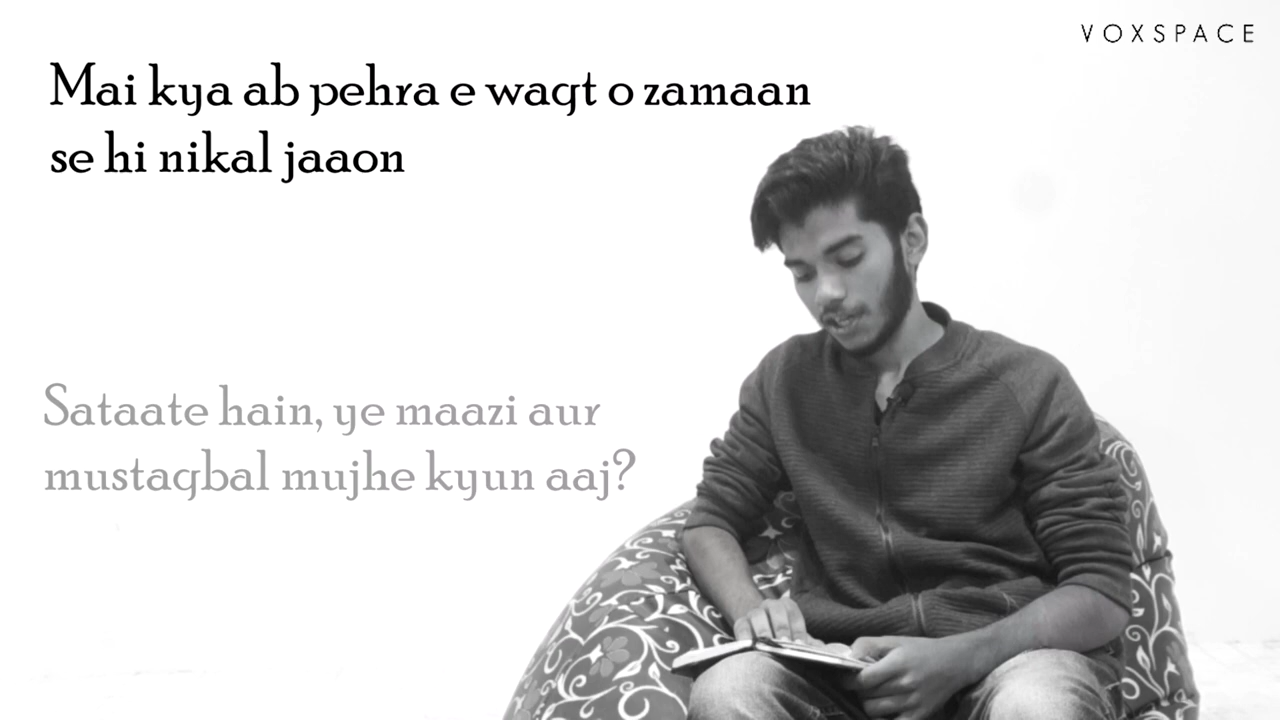 VOXSPACE
Mai kya ab pehra e waqt o zamaan
se hi nikal jaaon
Sataate hain, ye maazi aur
mustaqbal mujhe kyun aaj?